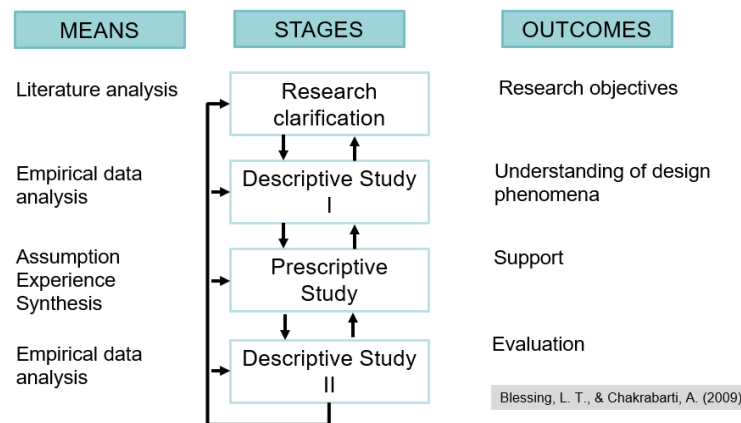 MEANS
STAGES
OUTCOMES
Literature analysis
Research
clarification
Research objectives
Empirical data
analysis
Descriptive Study
I
Understanding of design
phenomena
Assumption
Experience
Synthesis
Prescriptive
Study
Support
Empirical data
analysis
Descriptive Study
II
Evaluation
Blessing, L. T., & Chakrabarti, A. (2009)